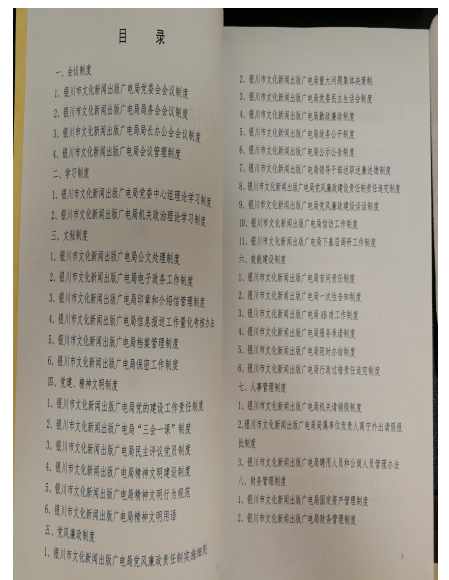 目 录
一、会议制度
1、银川市文化新闻出版广电局党委会会议制度
2、银川市文化新闻出版广电局局务会会议制度
3、银川市文化新闻出版广电局局长办公会会议制度
4、银川市文化新闻出版广电局会议管理制度
二、学习制度
1、银川市文化新闻出版广电局党委中心组理论学习制度
2、银川市文化新闻出版广电局机关政治理论学习制度
三、文秘制度
1、银川市文化新闻出版广电局公文处理制度
2、银川市文化新闻出版广电局电子政务工作制度
3、银川市文化新闻出版广电局印章和介绍信管理制度
4、银川市文化新闻出版广电局信息报送工作量化考核办法
5、银川市文化新闻出版广电局档案管理制度
6、银川市文化新闻出版广电局保密工作制度
四、党建、精神文明制度
1、银川市文化新闻出版广电局党的建设工作责任制度
2、银川市文化新闻出版广电局“三会一课”制度
3、银川市文化新闻出版广电局民主评议党员制度
4、银川市文化新闻出版广电局精神文明建设制度
5、银川市文化新闻出版广电局精神文明行为规范
6、银川市文化新闻出版广电局精神文明用语
五、党风廉政制度
1、银川市文化新闻出版广电局党风廉政责任制实施细则
2、银川市文化新闻出版广电局重大问题集体决策制
3、银川市文化新闻出版广电局党委民主生活会制度
4、银川市文化新闻出版广电局勤政廉政制度
5、银川市文化新闻出版广电局政务公开制度
6、银川市文化新闻出版广电局公示公告制度
7、银川市文化新闻出版广电局领导干部述职述廉述德制度
8、银川市文化新闻出版广电局党风廉政建设责任制责任追究制度
9、银川市文化新闻出版广电局党风廉政建设谈话制度
10、银川市文化新闻出版广电局信访工作制度
11、银川市文化新闻出版广电局下基层调研工作制度
六、效能建设制度
1、银川市文化新闻出版广电局首问责任制度
2、银川市文化新闻出版广电局一次性告知制度
3、银川市文化新闻出版广电局AB岗工作制度
4、银川市文化新闻出版广电局服务承诺制度
5、银川市文化新闻出版广电局限时办结制度
6、银川市文化新闻出版广电局行政过错责任追究制度
七、人事管理制度
1、银川市文化新闻出版广电局机关请销假制度
2、银川市文化新闻出版广电局局属单位负责人离宁外出请假报
批制度
3、银川市文化新闻出版广电局聘用人员和公岗人员管理办法
八、财务管理制度
1、银川市文化新闻出版广电局固定资产管理制度
2、银川市文化新闻出版广电局财务管理制度